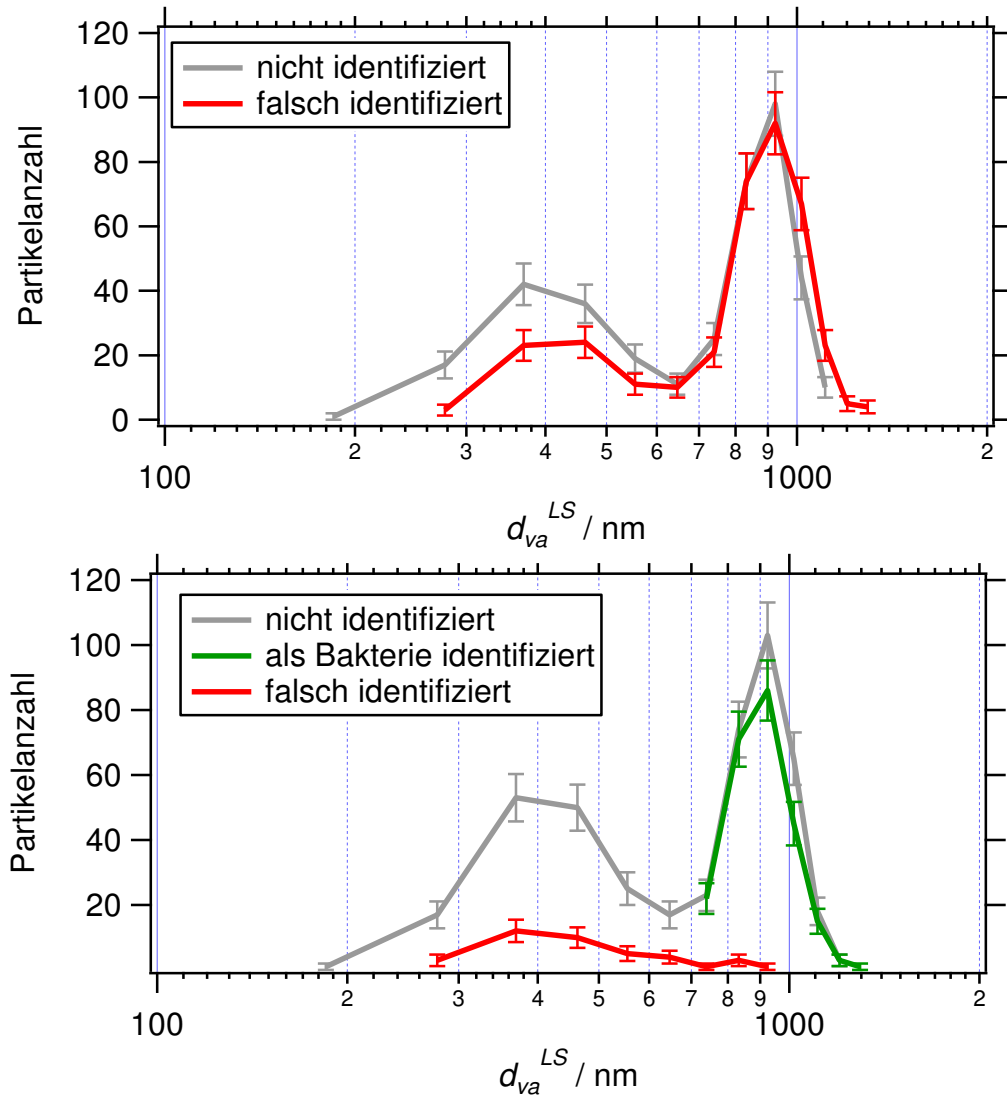 120
100
80
60
40
20
0
Partikelanzahl
nicht identifiziert
falsch identifiziert
2 3 4 5 6 7 8 9 2
100 1000
d_va^LS / nm
120
100
80
60
40
20
Partikelanzahl
nicht identifiziert
als Bakterie identifiziert
falsch identifiziert
2 3 4 5 6 7 8 9 2
100 1000
d_va^LS / nm